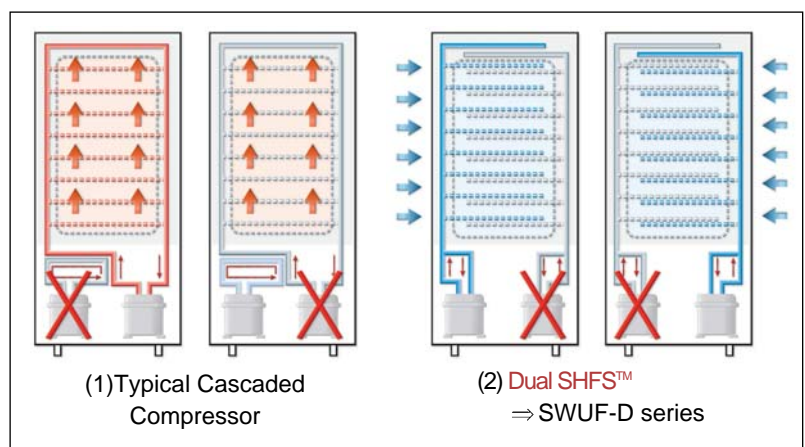 (1)Typical Cascaded
Compressor
(2) Dual SHFS™
⇒ SWUF-D series